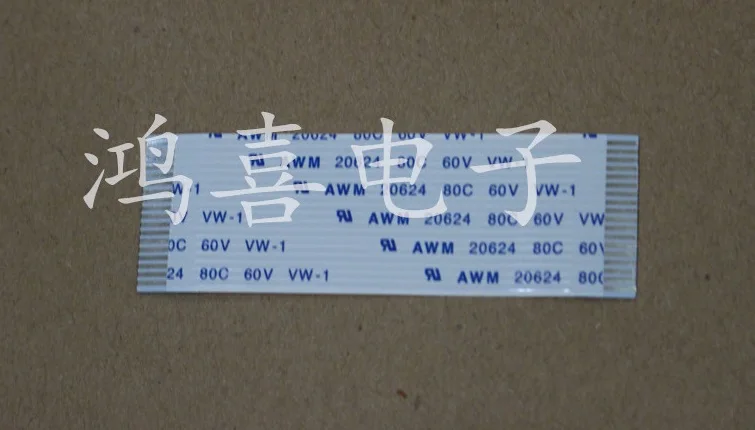 鸿喜电子
AWM 20624 80C 60V VW-1
AWM 20624 80C 60V VW-1
VW-1 AWM 20624 80C 60V VW-1
V VW-1 AWM 20624 80C 60V VW
0C 60V VW-1 AWM 20624 80C 60V
24 80C 60V VW-1 AWM 20624 80C